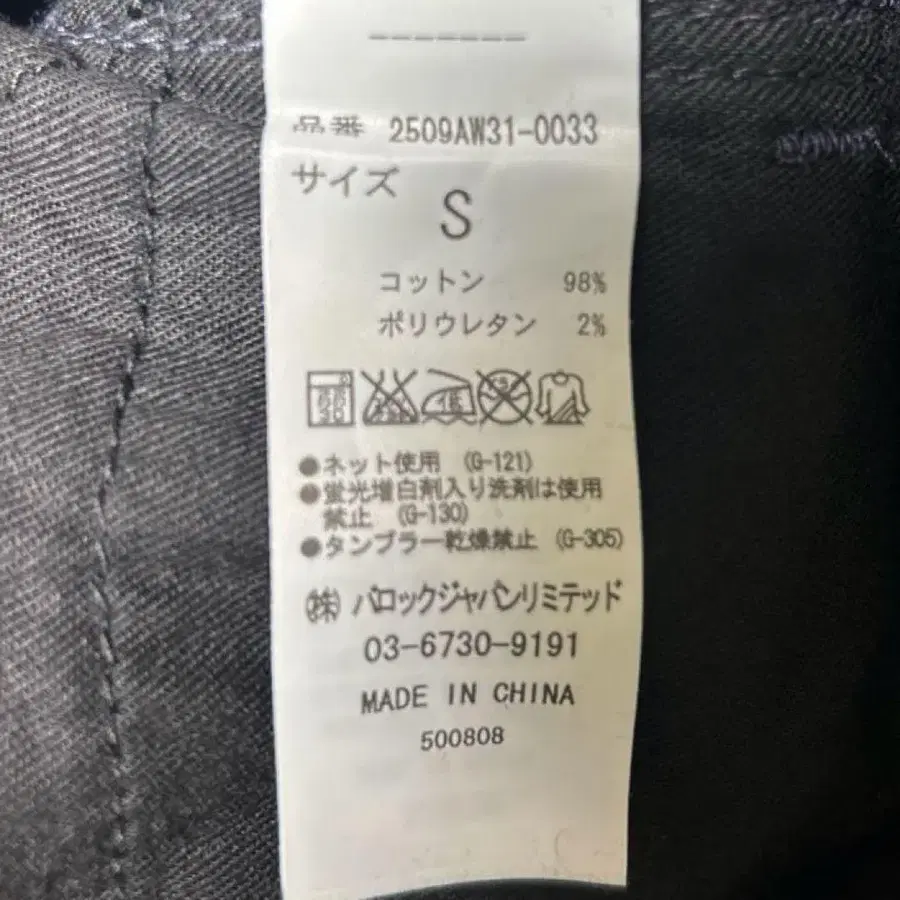 品番 2509AW31-0033
サイズ
S
コットン 98%
ポリウレタン 2%
●ネット使用 (G-121)
●蛍光増白剤入り洗剤は使用
禁止 (G-130)
●タンブラー乾燥禁止 (G-305)
(株)バロックジャパンリミテッド
03-6730-9191
MADE IN CHINA
500808